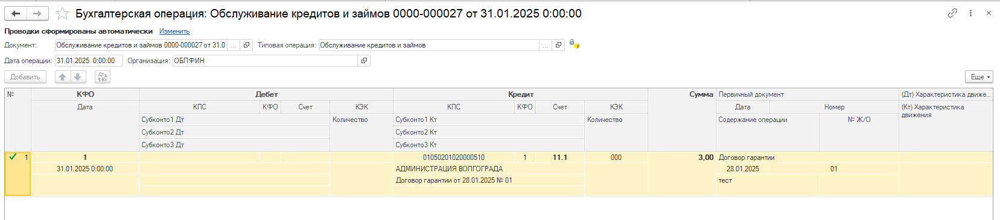 Бухгалтерская операция: Обслуживание кредитов и займов 0000-000027 от 31.01.2025 0:00:00
Проводки сформированы автоматически Изменить
Документ: Обслуживание кредитов и займов 0000-000027 от 31.0 ... Типовая операция: Обслуживание кредитов и займов ...
Дата операции: 31.01.2025 0:00:00 Организация: ОБЛФИН
Добавить Дт Кт Еще
№ КФО Дебет Кредит Сумма Первичный документ (Дт) Характеристика движе...
Дата КПС КФО Счет КЭК КПС КФО Счет КЭК Дата Номер (Кт) Характеристика движения
Субконто1 Дт Количество Субконто1 Кт Количество Содержание операции № Ж/О
Субконто2 Дт Субконто2 Кт
Субконто3 Дт Субконто3 Кт
1 1 01050201020000510 1 11.1 000 3,00 Договор гарантии
31.01.2025 0:00:00 АДМИНИСТРАЦИЯ ВОЛГОГРАДА 28.01.2025 01
Договор гарантии от 28.01.2025 № 01 тест